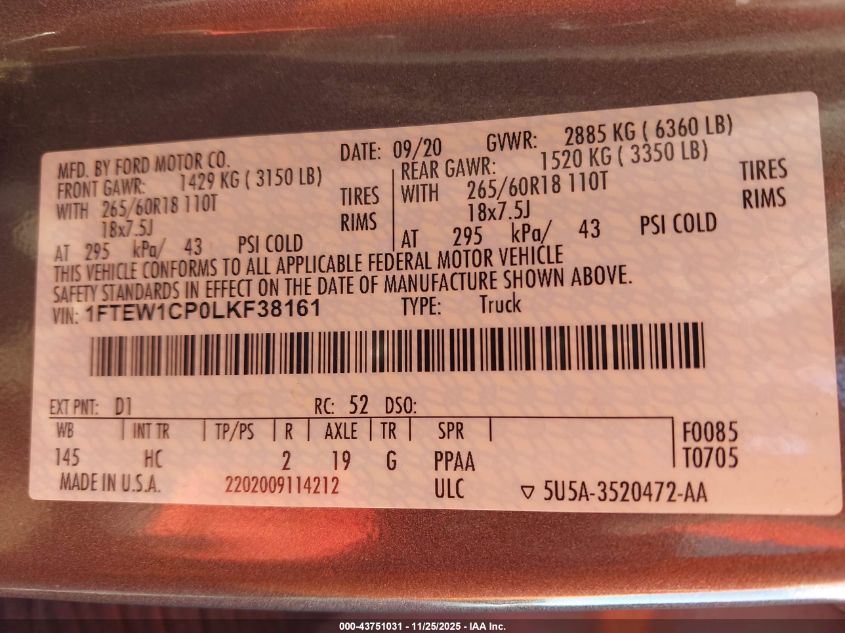 MFD. BY FORD MOTOR CO. DATE: 09/20 GVWR: 2885 KG ( 6360 LB)
FRONT GAWR: 1429 KG ( 3150 LB) REAR GAWR: 1520 KG ( 3350 LB)
WITH 265/60R18 110T TIRES WITH 265/60R18 110T TIRES
18x7.5J RIMS 18x7.5J RIMS
AT 295 kPa/ 43 PSI COLD AT 295 kPa/ 43 PSI COLD
THIS VEHICLE CONFORMS TO ALL APPLICABLE FEDERAL MOTOR VEHICLE
SAFETY STANDARDS IN EFFECT ON THE DATE OF MANUFACTURE SHOWN ABOVE.
VIN: 1FTEW1CP0LKF38161 TYPE: Truck
EXT PNT: D1 RC: 52 DSO:
WB INT TR TP/PS R AXLE TR SPR F0085
145 HC 2 19 G PPAA T0705
MADE IN U.S.A. 2202009114212 ULC ▽ 5U5A-3520472-AA
000-43751031 - 11/25/2025 - IAA Inc.